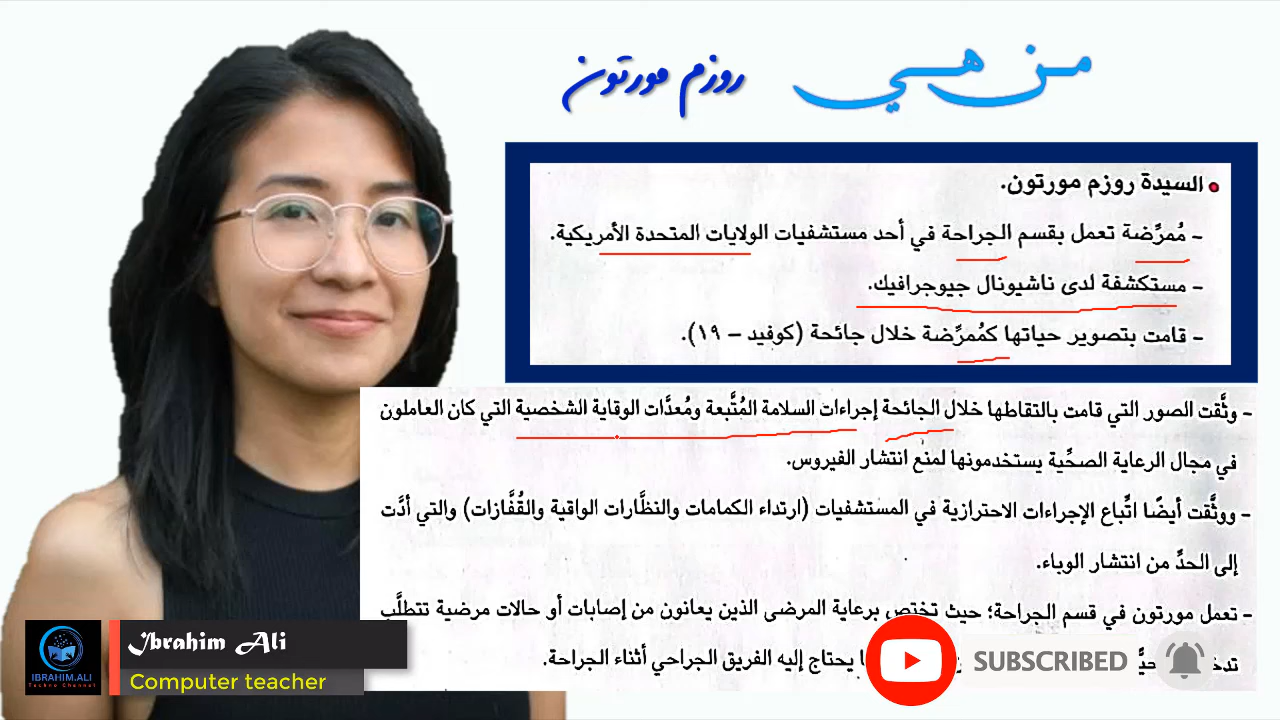 من هي روزم مورتون
• السيدة روزم مورتون.
- مُمرِّضة تعمل بقسم الجراحة في أحد مستشفيات الولايات المتحدة الأمريكية.
- مستكشفة لدى ناشيونال جيوجرافيك.
- قامت بتصوير حياتها كمُمرِّضة خلال جائحة (كوفيد – ١٩).
- وثَّقت الصور التي قامت بالتقاطها خلال الجائحة إجراءات السلامة المُتَّبعة ومُعدَّات الوقاية الشخصية التي كان العاملون
في مجال الرعاية الصحِّية يستخدمونها لمنع انتشار الفيروس.
- ووثَّقت أيضًا اتِّباع الإجراءات الاحترازية في المستشفيات (ارتداء الكمامات والنظَّارات الواقية والقُفَّازات) والتي أدَّت
إلى الحدِّ من انتشار الوباء.
- تعمل مورتون في قسم الجراحة؛ حيث تختص برعاية المرضى الذين يعانون من إصابات أو حالات مرضية تتطلَّب
يحتاج إليه الفريق الجراحي أثناء الجراحة.
SUBSCRIBED
Ibrahim Ali
Computer teacher
IBRAHIM.ALI
Techno Channel